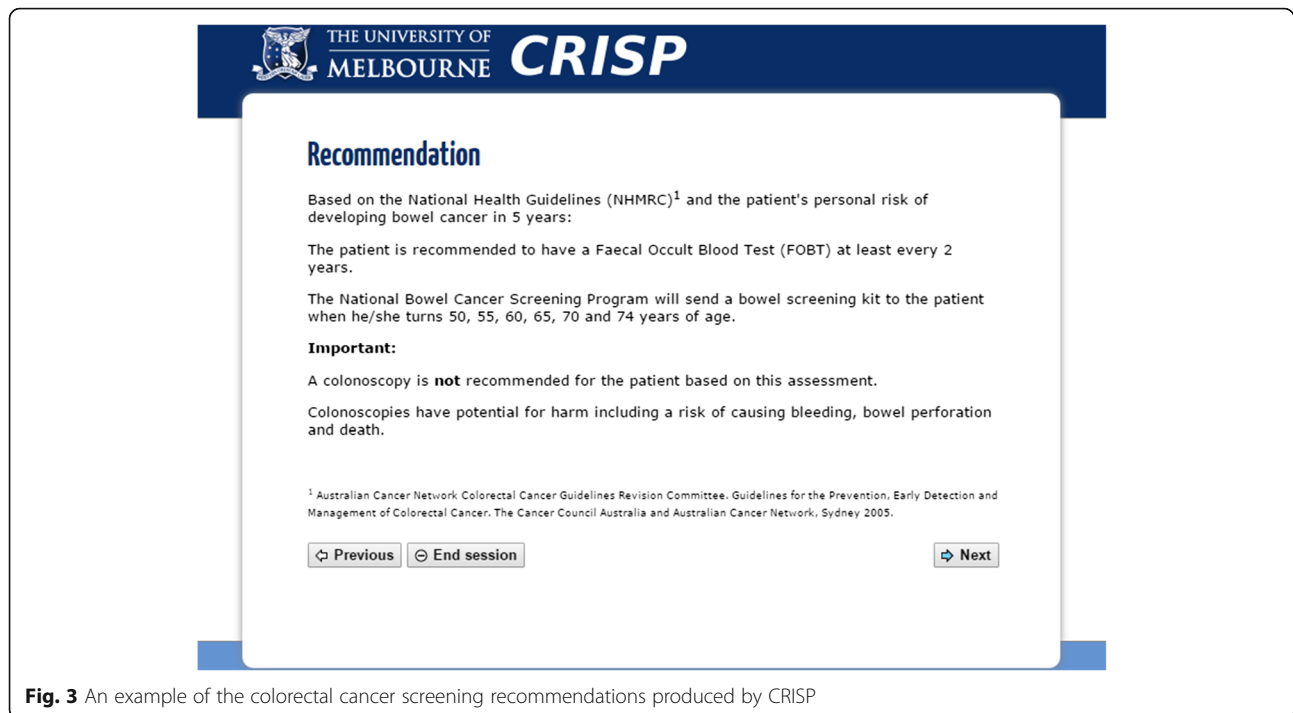 THE UNIVERSITY OF
MELBOURNE
CRISP
Recommendation
Based on the National Health Guidelines (NHMRC)1 and the patient's personal risk of
developing bowel cancer in 5 years:
The patient is recommended to have a Faecal Occult Blood Test (FOBT) at least every 2
years.
The National Bowel Cancer Screening Program will send a bowel screening kit to the patient
when he/she turns 50, 55, 60, 65, 70 and 74 years of age.
Important:
A colonoscopy is not recommended for the patient based on this assessment.
Colonoscopies have potential for harm including a risk of causing bleeding, bowel perforation
and death.
1 Australian Cancer Network Colorectal Cancer Guidelines Revision Committee. Guidelines for the Prevention, Early Detection and
Management of Colorectal Cancer. The Cancer Council Australia and Australian Cancer Network, Sydney 2005.
Previous End session Next
Fig. 3 An example of the colorectal cancer screening recommendations produced by CRISP